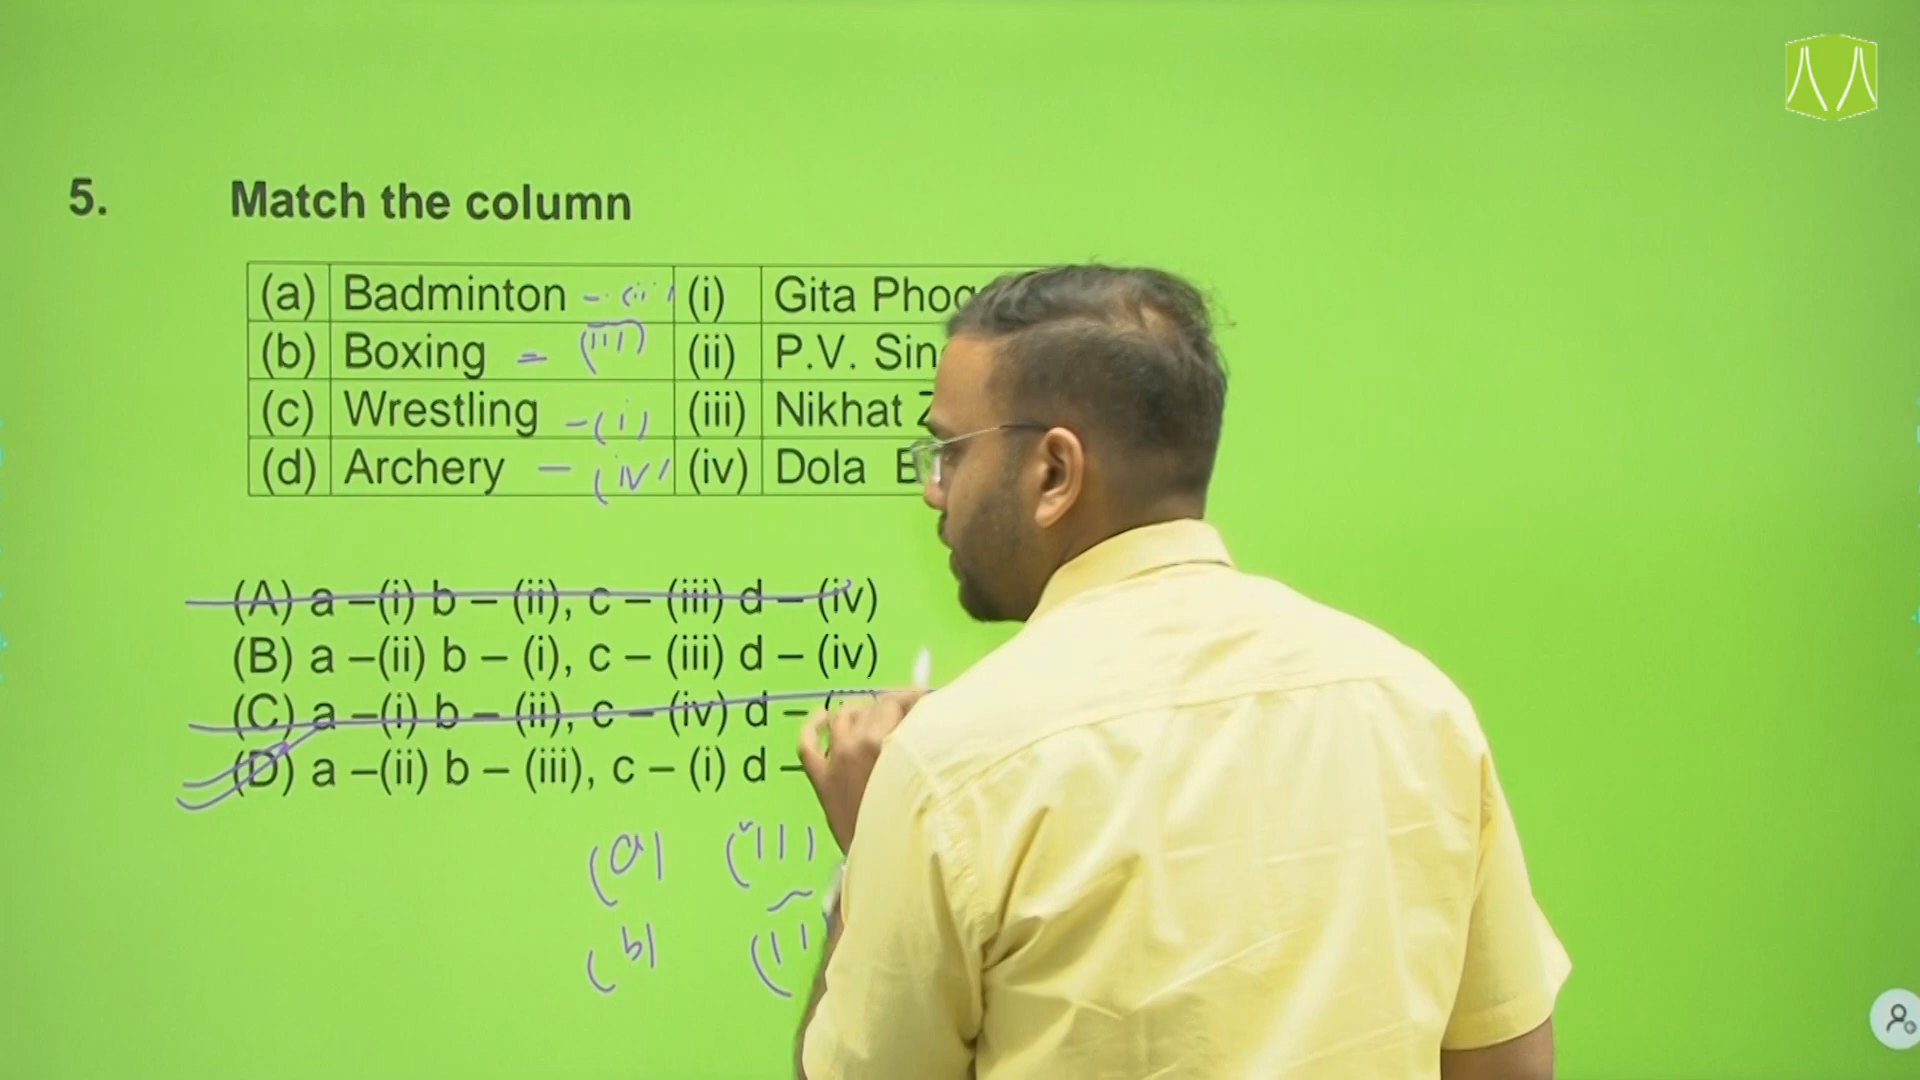 5. Match the column
(a) Badminton - (ii) (i) Gita Phog
(b) Boxing = (iii) (ii) P.V. Sin
(c) Wrestling - (i) (iii) Nikhat Z
(d) Archery - (iv) (iv) Dola B
(A) a –(i) b – (ii), c – (iii) d – (iv)
(B) a –(ii) b – (i), c – (iii) d – (iv)
(C) a –(i) b – (ii), c – (iv) d –
(D) a –(ii) b – (iii), c – (i) d –
(a) (ii)
(b)